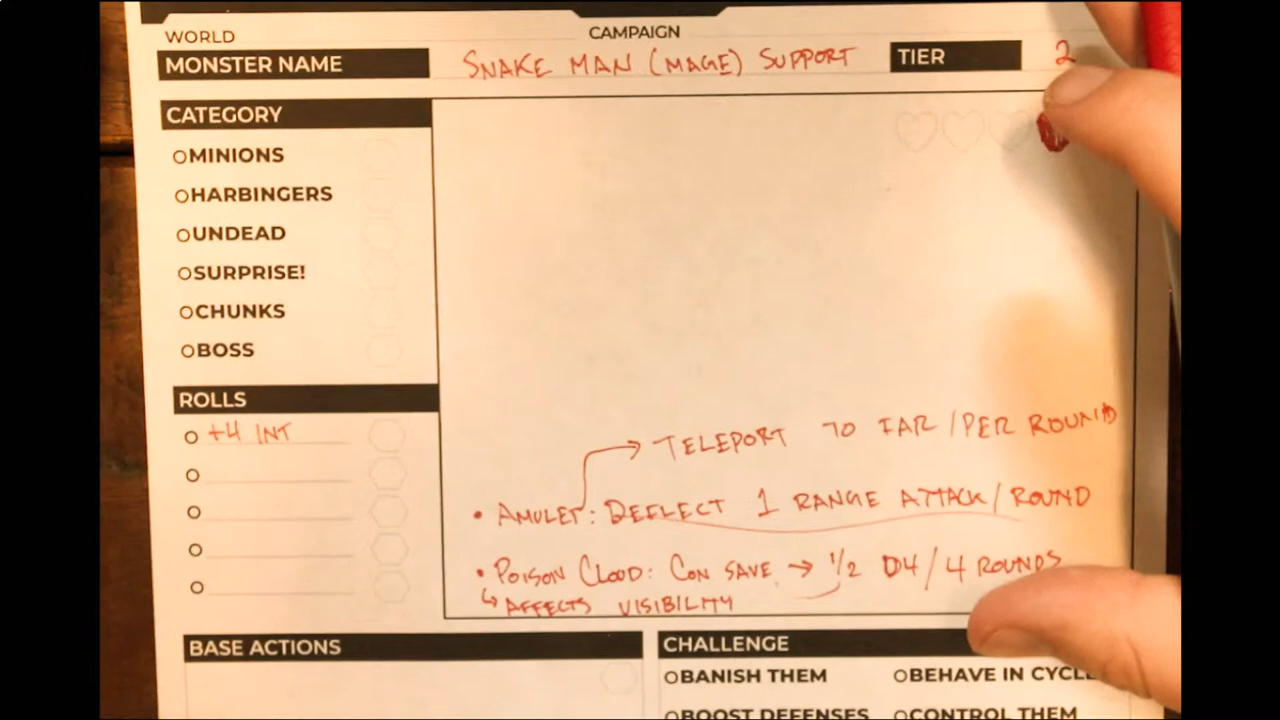 WORLD
CAMPAIGN
MONSTER NAME
SNAKE MAN (MAGE) SUPPORT
TIER
2
CATEGORY
MINIONS
HARBINGERS
UNDEAD
SURPRISE!
CHUNKS
BOSS
ROLLS
+4 INT
TELEPORT TO FAR/PER ROUND
• AMULET: DEFLECT 1 RANGE ATTACK/ROUND
• POISON CLOUD: CON SAVE → 1/2 D4/4 ROUNDS
↳ AFFECTS VISIBILITY
BASE ACTIONS
CHALLENGE
BANISH THEM
BEHAVE IN CYCLE
BOOST DEFENSES
CONTROL THEM